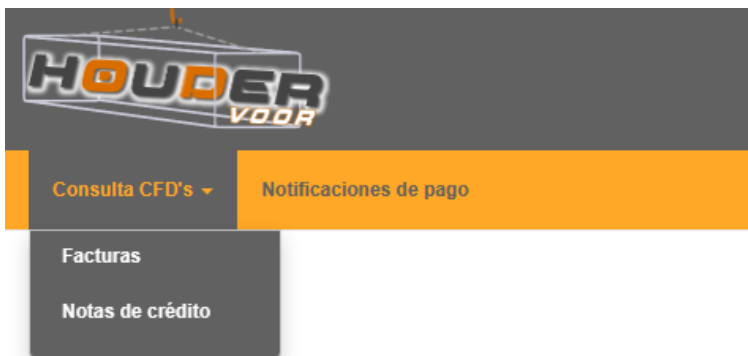 HOUDER
VOOR
Consulta CFD's Notificaciones de pago
Facturas
Notas de crédito